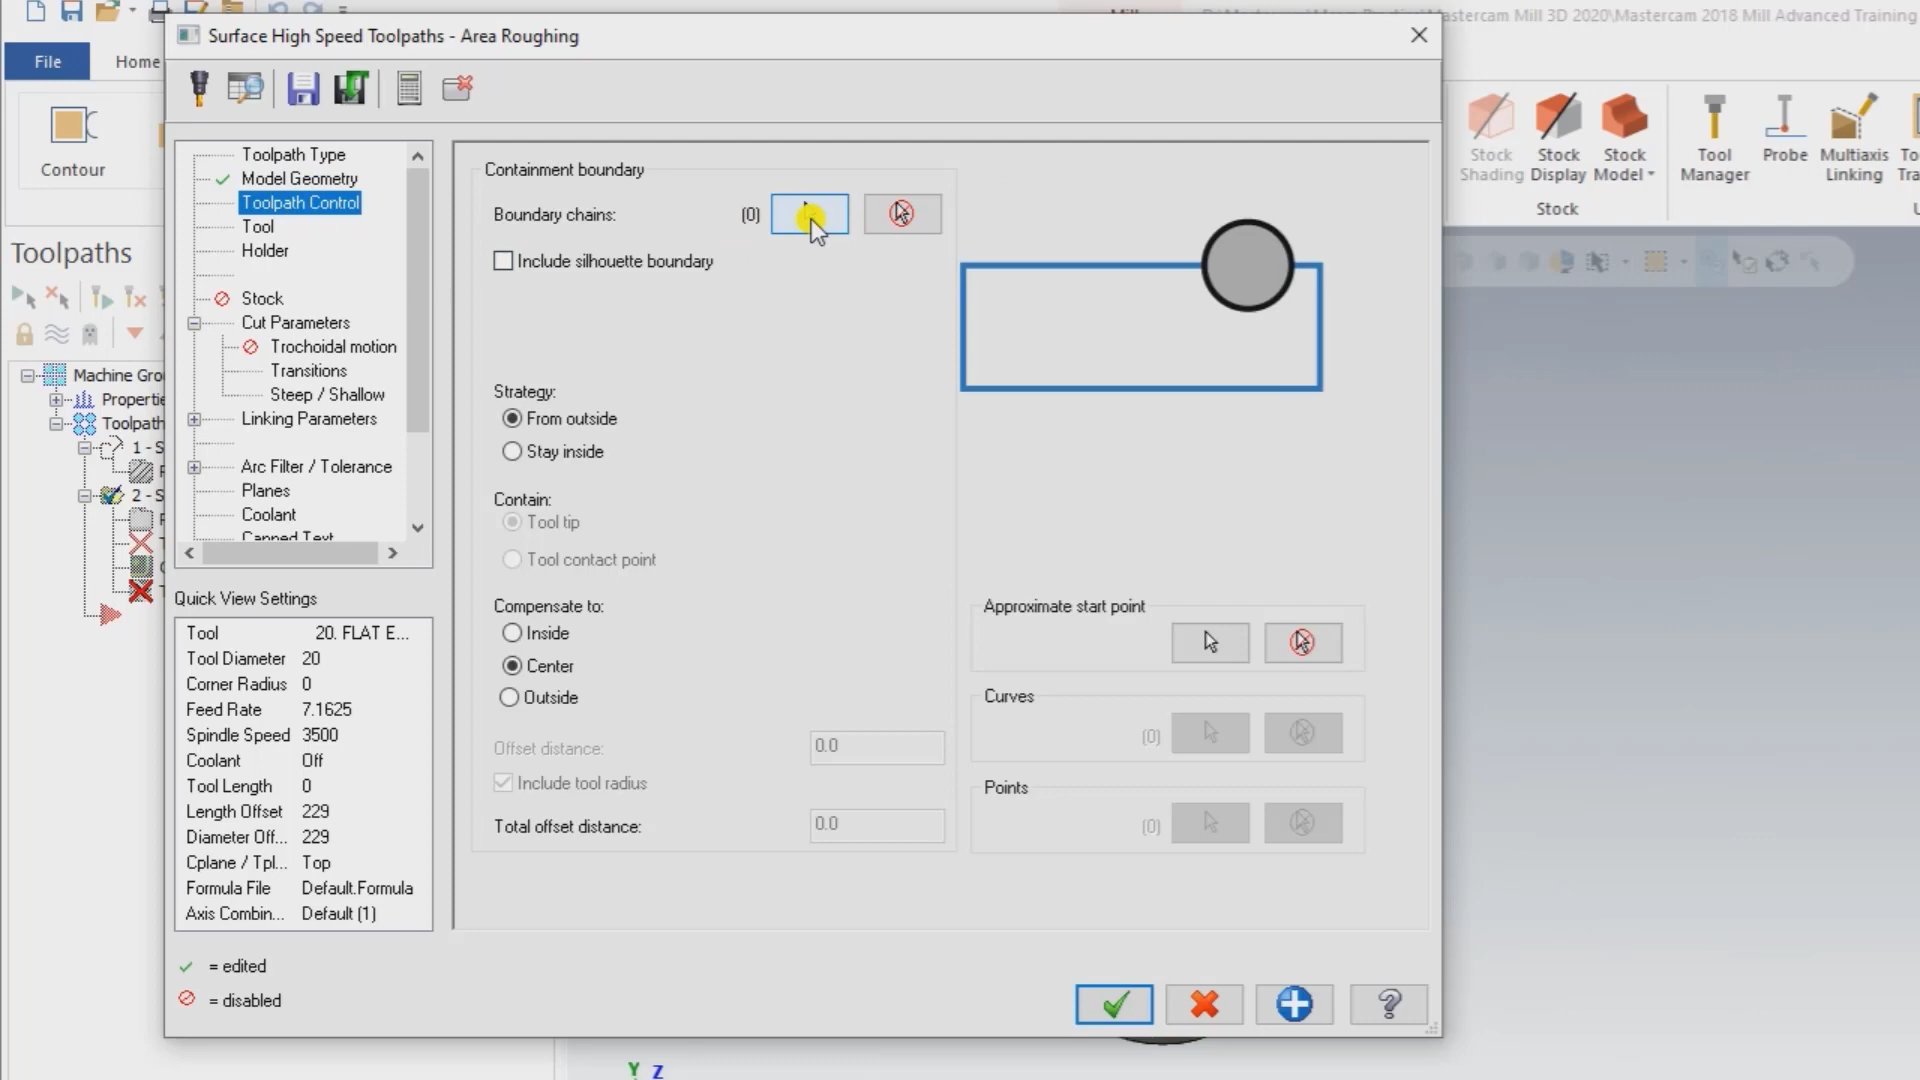 Surface High Speed Toolpaths - Area Roughing
astercam Mill 3D 2020\Mastercam 2018 Mill Advanced Training
File
Home
Contour
Stock Shading
Stock Display
Stock Model
Tool Manager
Probe
Multiaxis Linking
Stock
Toolpaths
Machine Gro
Properti
Toolpath
1 - S
2 - S
Toolpath Type
Model Geometry
Toolpath Control
Tool
Holder
Stock
Cut Parameters
Trochoidal motion
Transitions
Steep / Shallow
Linking Parameters
Arc Filter / Tolerance
Planes
Coolant
Canned Text
Quick View Settings
Tool 20. FLAT E...
Tool Diameter 20
Corner Radius 0
Feed Rate 7.1625
Spindle Speed 3500
Coolant Off
Tool Length 0
Length Offset 229
Diameter Off... 229
Cplane / Tpl... Top
Formula File Default.Formula
Axis Combin... Default (1)
= edited
= disabled
Containment boundary
Boundary chains: (0)
Include silhouette boundary
Strategy:
From outside
Stay inside
Contain:
Tool tip
Tool contact point
Compensate to:
Inside
Center
Outside
Offset distance: 0.0
Include tool radius
Total offset distance: 0.0
Approximate start point
Curves
(0)
Points
(0)
Y Z